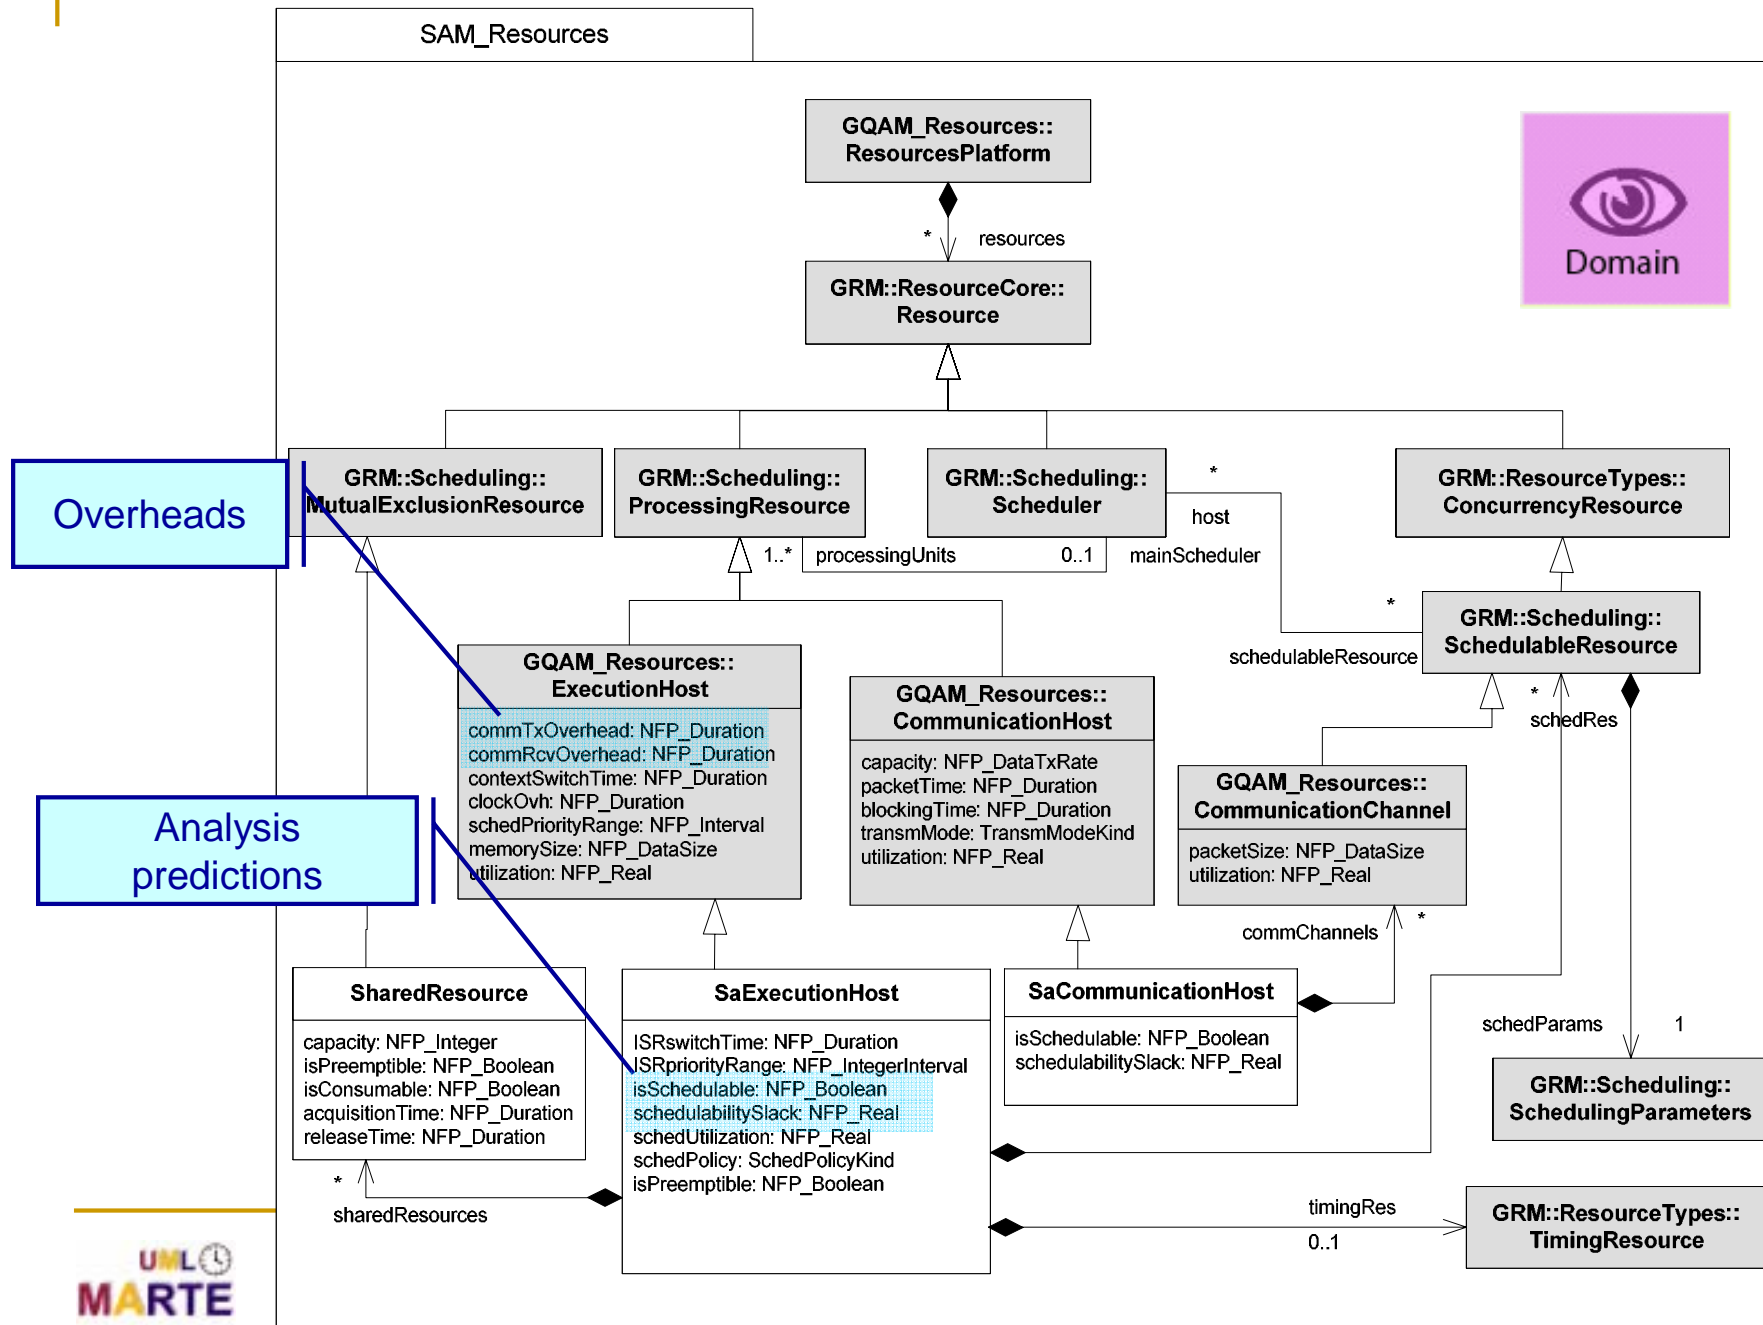 SAM_Resources
GQAM_Resources::
ResourcesPlatform
*
resources
GRM::ResourceCore::
Resource
Domain
GRM::Scheduling::
MutualExclusionResource
GRM::Scheduling::
ProcessingResource
GRM::Scheduling::
Scheduler
*
host
GRM::ResourceTypes::
ConcurrencyResource
Overheads
1..*
processingUnits
0..1
mainScheduler
*
schedulableResource
GRM::Scheduling::
SchedulableResource
GQAM_Resources::
ExecutionHost
commTxOverhead: NFP_Duration
commRcvOverhead: NFP_Duration
contextSwitchTime: NFP_Duration
clockOvh: NFP_Duration
schedPriorityRange: NFP_Interval
memorySize: NFP_DataSize
utilization: NFP_Real
GQAM_Resources::
CommunicationHost
capacity: NFP_DataTxRate
packetTime: NFP_Duration
blockingTime: NFP_Duration
transmMode: TransmModeKind
utilization: NFP_Real
*
schedRes
GQAM_Resources::
CommunicationChannel
packetSize: NFP_DataSize
utilization: NFP_Real
Analysis
predictions
commChannels
*
SharedResource
capacity: NFP_Integer
isPreemptible: NFP_Boolean
isConsumable: NFP_Boolean
acquisitionTime: NFP_Duration
releaseTime: NFP_Duration
SaExecutionHost
ISRswitchTime: NFP_Duration
ISRpriorityRange: NFP_IntegerInterval
isSchedulable: NFP_Boolean
schedulabilitySlack: NFP_Real
schedUtilization: NFP_Real
schedPolicy: SchedPolicyKind
isPreemptible: NFP_Boolean
SaCommunicationHost
isSchedulable: NFP_Boolean
schedulabilitySlack: NFP_Real
schedParams
1
GRM::Scheduling::
SchedulingParameters
*
sharedResources
timingRes
0..1
GRM::ResourceTypes::
TimingResource
UML
MARTE